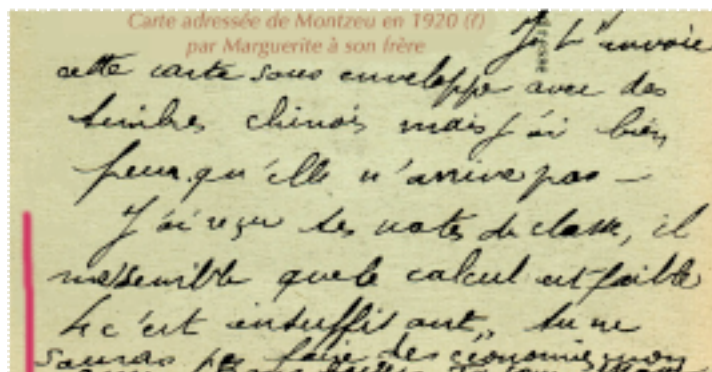 Carte adressée de Montzeu en 1920 (?)
par Marguerite à son frère
Je t'envoie
cette carte sous enveloppe avec des
timbres chinois mais j'ai bien
peur qu'elle n'arrive pas —
J'ai reçu tes notes de classe, il
me semble que le calcul est faible
4 c'est insuffisant, tu ne
sauras pas faire des économies mon